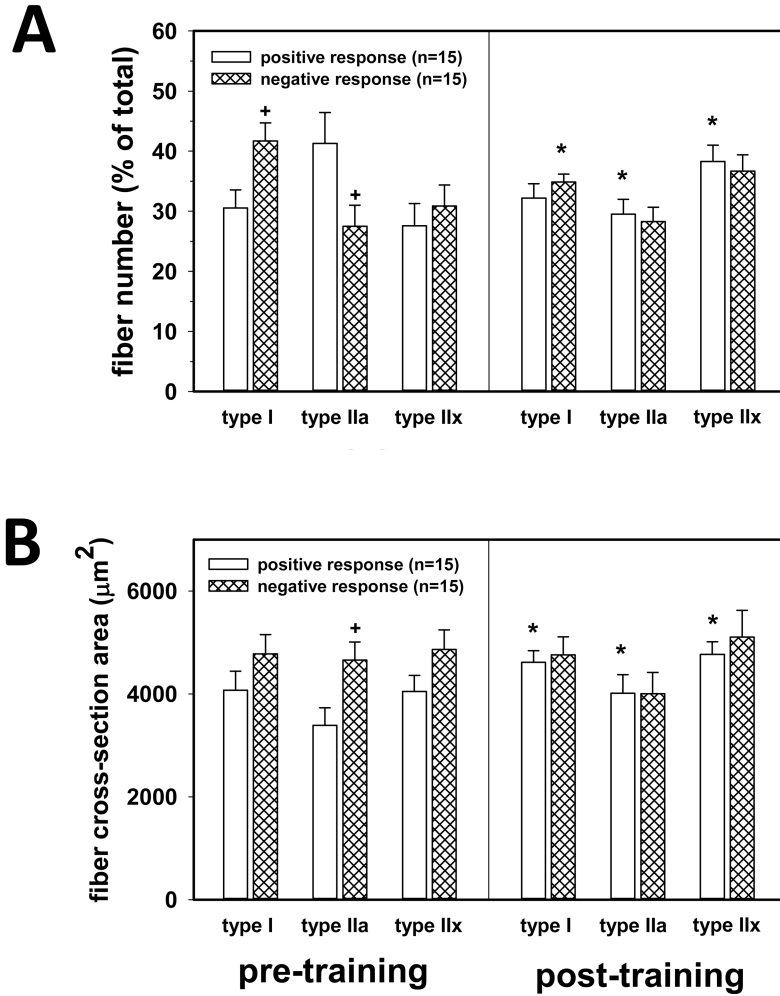 A
fiber number (% of total)
60
50
40
30
20
10
0
positive response (n=15)
negative response (n=15)
+
+
*
*
*
type I type IIa type IIx type I type IIa type IIx
B
fiber cross-section area (μm²)
6000
4000
2000
0
positive response (n=15)
negative response (n=15)
+
*
*
*
type I type IIa type IIx type I type IIa type IIx
pre-training post-training